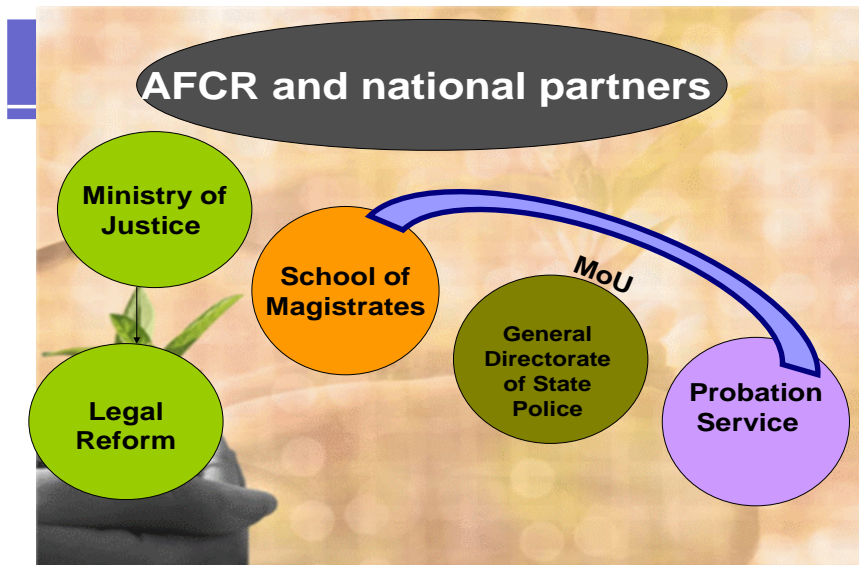 AFCR and national partners
Ministry of
Justice
School of
Magistrates
MoU
General
Directorate
of State
Police
Probation
Service
Legal
Reform